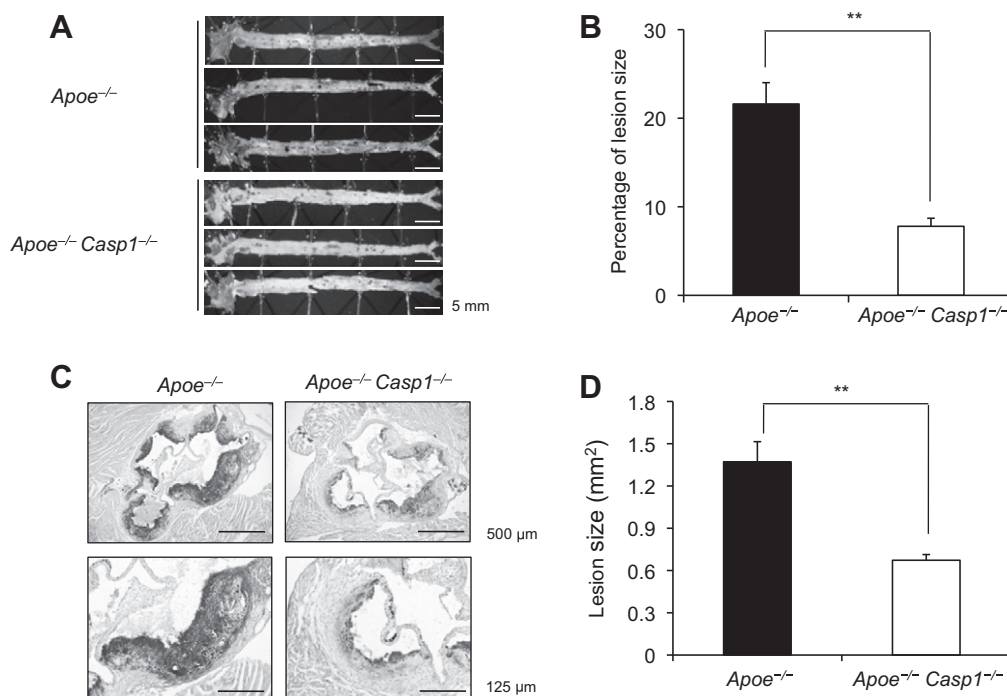 A
Apoe–/–
Apoe–/– Casp1–/–
5 mm
B
**
Percentage of lesion size
30
20
10
0
Apoe–/–
Apoe–/– Casp1–/–
C
Apoe–/–
Apoe–/– Casp1–/–
500 µm
125 µm
D
**
Lesion size (mm2)
1.8
1.5
1.2
0.9
0.6
0.3
0
Apoe–/–
Apoe–/– Casp1–/–